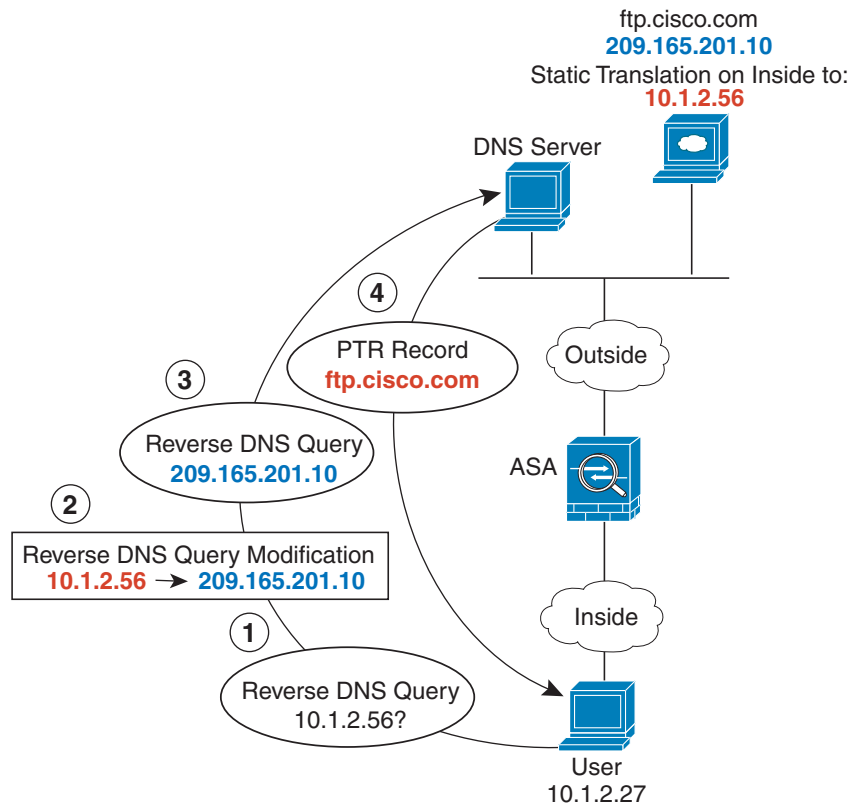 ftp.cisco.com
209.165.201.10
Static Translation on Inside to:
10.1.2.56
DNS Server
4
PTR Record
ftp.cisco.com
Outside
3
Reverse DNS Query
209.165.201.10
ASA
2
Reverse DNS Query Modification
10.1.2.56 → 209.165.201.10
Inside
1
Reverse DNS Query
10.1.2.56?
User
10.1.2.27